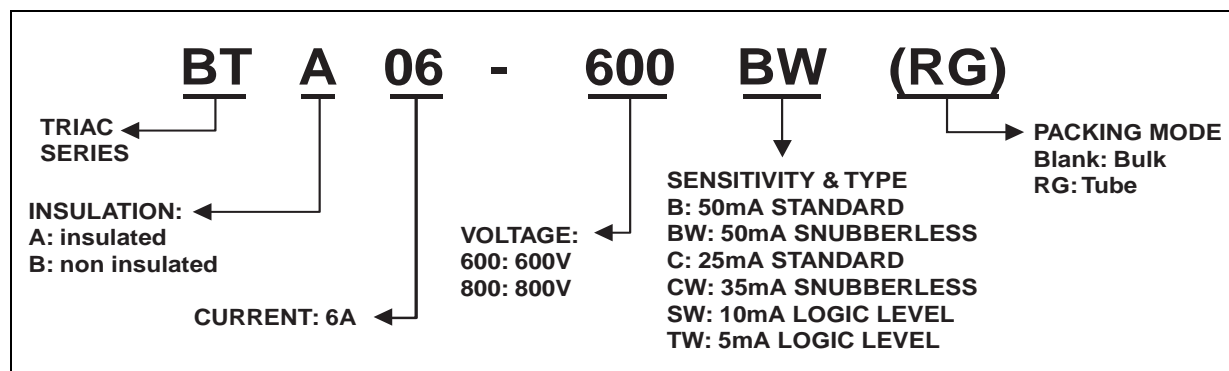 BT A 06 - 600 BW (RG)
TRIAC
SERIES
INSULATION:
A: insulated
B: non insulated
CURRENT: 6A
VOLTAGE:
600: 600V
800: 800V
SENSITIVITY & TYPE
B: 50mA STANDARD
BW: 50mA SNUBBERLESS
C: 25mA STANDARD
CW: 35mA SNUBBERLESS
SW: 10mA LOGIC LEVEL
TW: 5mA LOGIC LEVEL
PACKING MODE
Blank: Bulk
RG: Tube